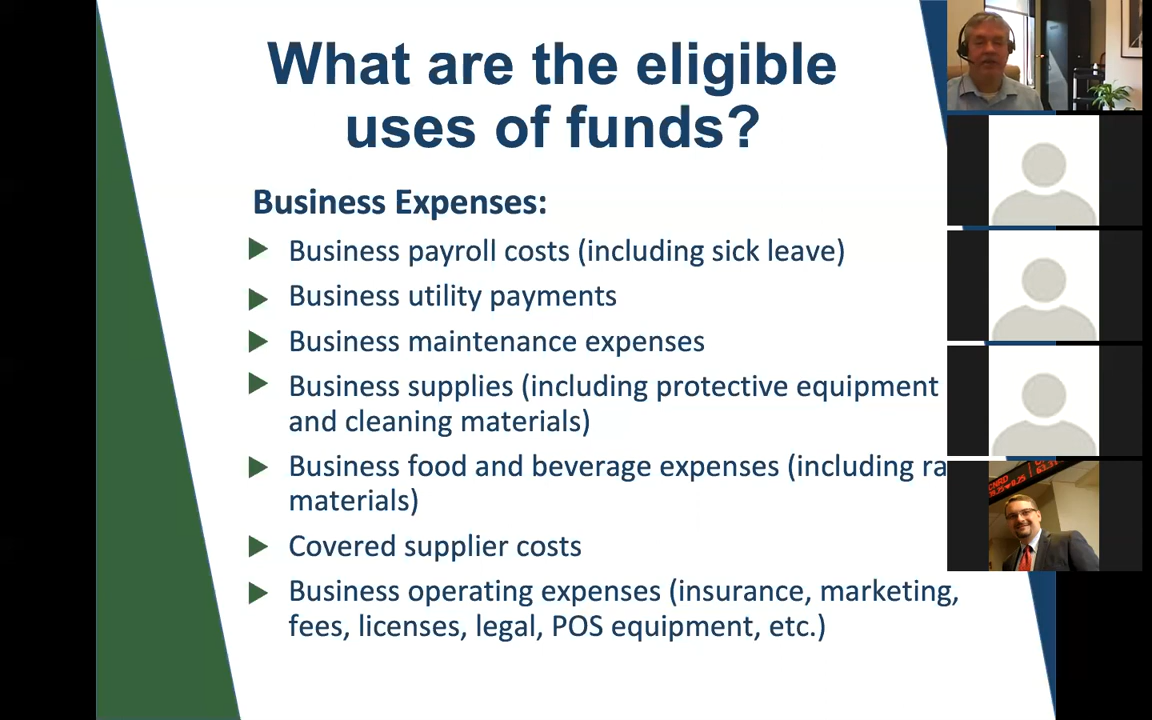 What are the eligible
uses of funds?
Business Expenses:
Business payroll costs (including sick leave)
Business utility payments
Business maintenance expenses
Business supplies (including protective equipment
and cleaning materials)
Business food and beverage expenses (including
materials)
Covered supplier costs
Business operating expenses (insurance, marketing,
fees, licenses, legal, POS equipment, etc.)